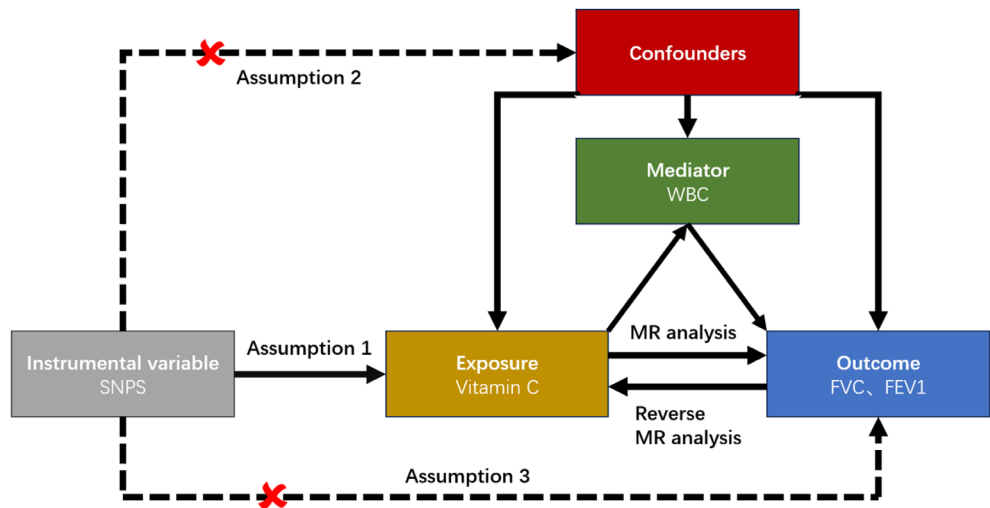 Confounders
Assumption 2
Mediator
WBC
Instrumental variable
SNPS
Assumption 1
Exposure
Vitamin C
MR analysis
Reverse
MR analysis
Outcome
FVC、FEV1
Assumption 3